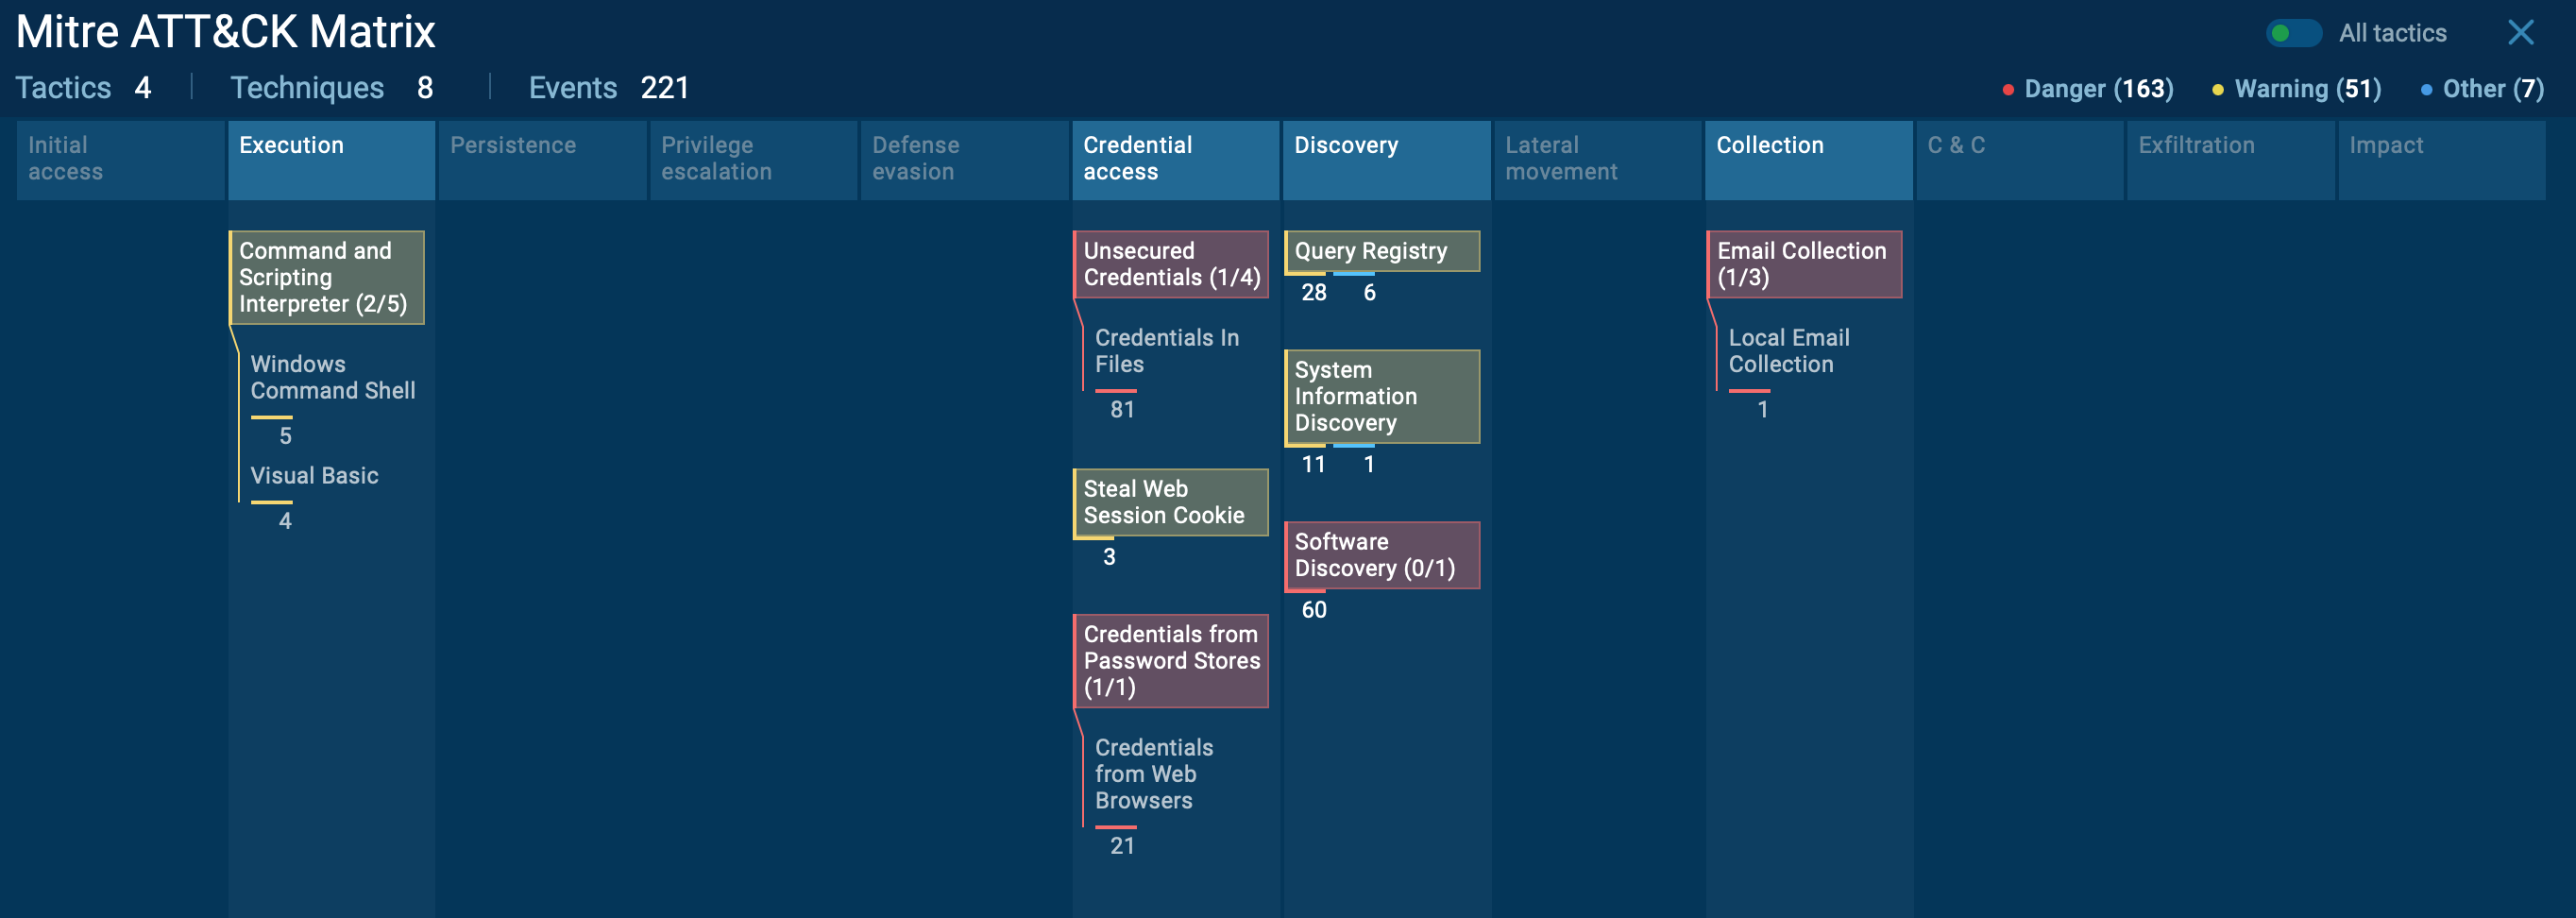 Mitre ATT&CK Matrix
All tactics
Tactics 4 Techniques 8 Events 221
Danger (163) Warning (51) Other (7)
Initial
access
Execution
Persistence
Privilege
escalation
Defense
evasion
Credential
access
Discovery
Lateral
movement
Collection
C & C
Exfiltration
Impact
Command and
Scripting
Interpreter (2/5)
Windows
Command Shell
5
Visual Basic
4
Unsecured
Credentials (1/4)
Credentials In
Files
81
Steal Web
Session Cookie
3
Credentials from
Password Stores
(1/1)
Credentials
from Web
Browsers
21
Query Registry
28 6
System
Information
Discovery
11 1
Software
Discovery (0/1)
60
Email Collection
(1/3)
Local Email
Collection
1